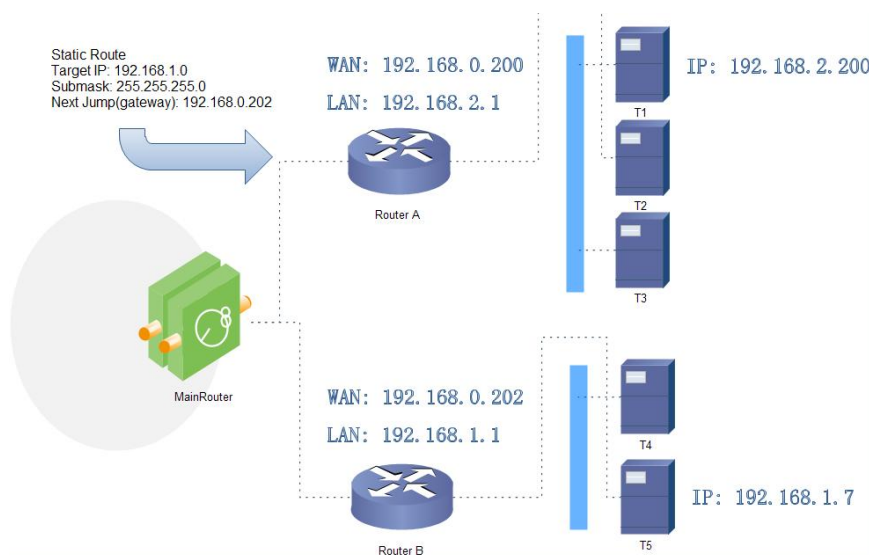 Static Route
Target IP: 192.168.1.0
Submask: 255.255.255.0
Next Jump(gateway): 192.168.0.202
WAN: 192.168.0.200
LAN: 192.168.2.1
Router A
IP: 192.168.2.200
T1
T2
T3
MainRouter
WAN: 192.168.0.202
LAN: 192.168.1.1
Router B
T4
IP: 192.168.1.7
T5